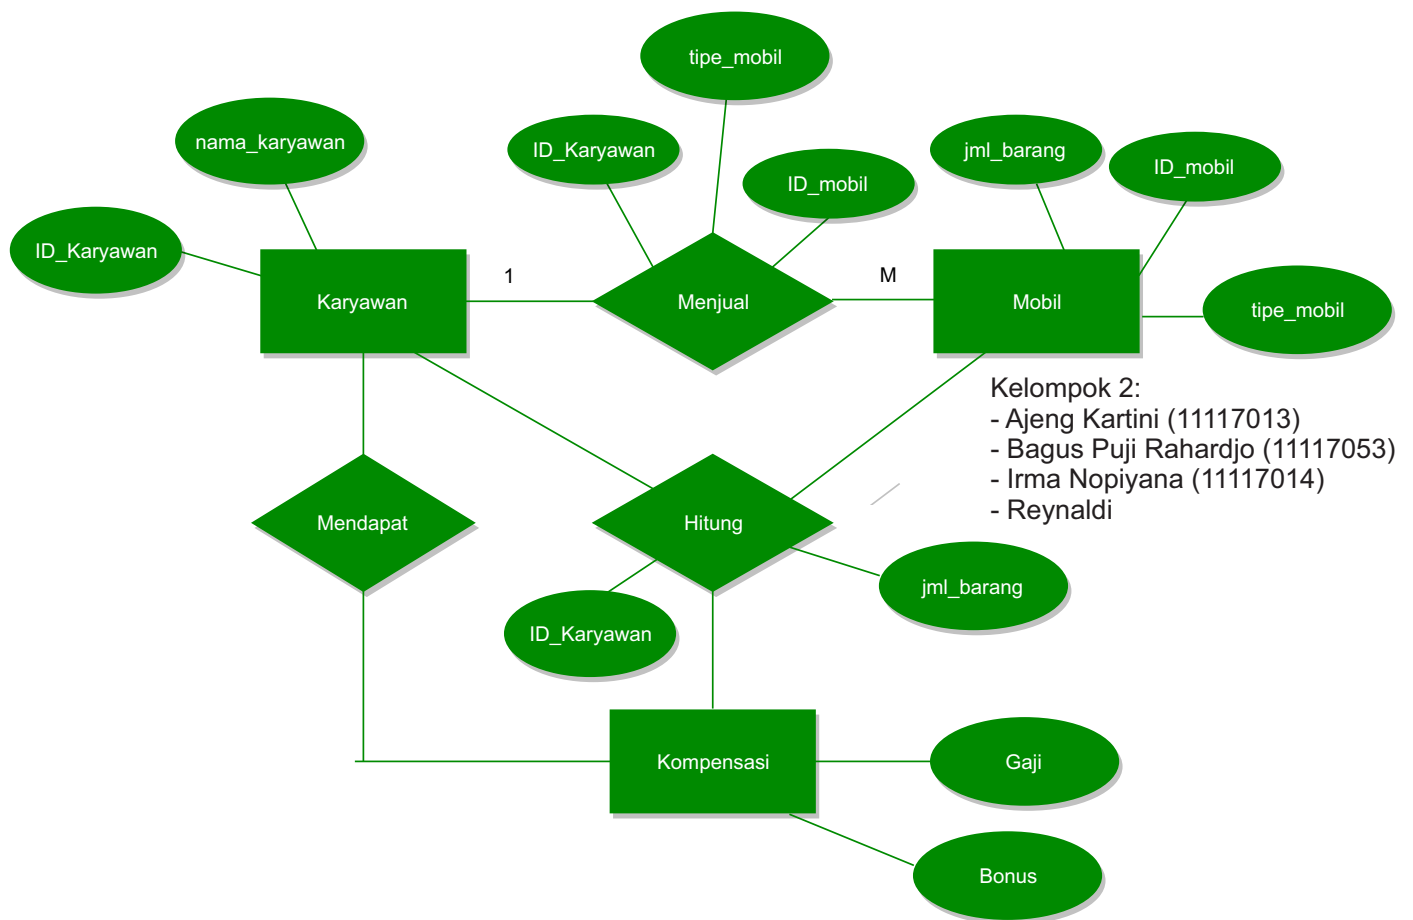 tipe_mobil
nama_karyawan
ID_Karyawan
jml_barang
ID_mobil
ID_mobil
ID_Karyawan
1
M
Karyawan
Menjual
Mobil
tipe_mobil
Kelompok 2:
- Ajeng Kartini (11117013)
- Bagus Puji Rahardjo (11117053)
- Irma Nopiyana (11117014)
- Reynaldi
Mendapat
Hitung
jml_barang
ID_Karyawan
Kompensasi
Gaji
Bonus